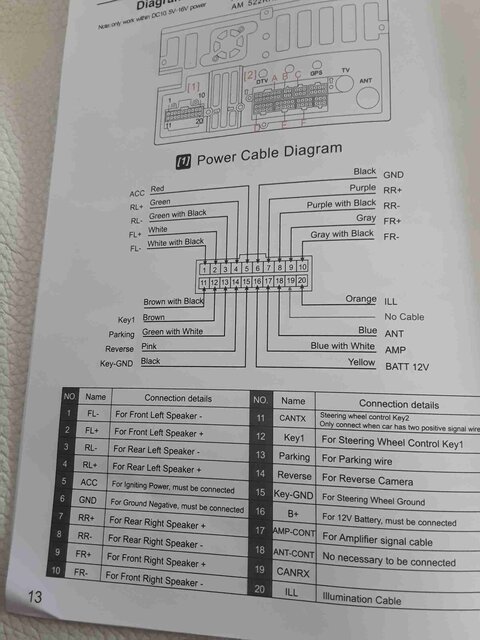 Diagra
Note:only work within DC10.5V-16V power
AM 522K
[1]
1 10
11 20
[2]
DTV A B C GPS
TV
ANT
D E F
[1] Power Cable Diagram
ACC Red
RL+ Green
RL- Green with Black
FL+ White
FL- White with Black
Black GND
Purple RR+
Purple with Black RR-
Gray FR+
Gray with Black FR-
1 2 3 4 5 6 7 8 9 10
11 12 13 14 15 16 17 18 19 20
Brown with Black
Key1 Brown
Parking Green with White
Reverse Pink
Key-GND Black
Orange ILL
No Cable
Blue ANT
Blue with White AMP
Yellow BATT 12V
NO. Name Connection details
1 FL- For Front Left Speaker -
2 FL+ For Front Left Speaker +
3 RL- For Rear Left Speaker -
4 RL+ For Rear Left Speaker +
5 ACC For Igniting Power, must be connected
6 GND For Ground Negative, must be connected
7 RR+ For Rear Right Speaker +
8 RR- For Rear Right Speaker -
9 FR+ For Front Right Speaker +
10 FR- For Front Right Speaker -
NO. Name Connection details
11 CANTX Steering wheel control Key2
Only connect when car has two positive signal wire
12 Key1 For Steering Wheel Control Key1
13 Parking For Parking wire
14 Reverse For Reverse Camera
15 Key-GND For Steering Wheel Ground
16 B+ For 12V Battery, must be connected
17 AMP-CONT For Amplifier signal cable
18 ANT-CONT No necessary to be connected
19 CANRX
20 ILL Illumination Cable
13